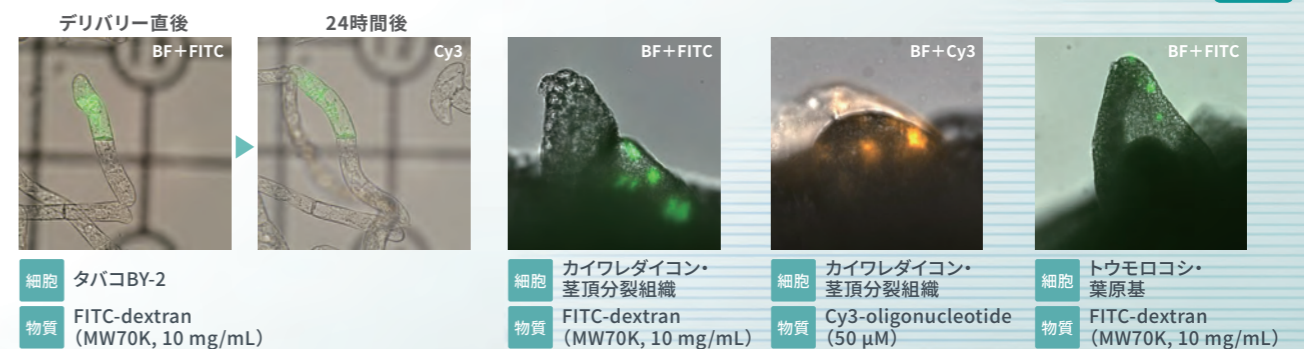 デリバリー直後
24時間後
BF+FITC
Cy3
BF+FITC
BF+Cy3
BF+FITC
細胞 タバコBY-2
物質 FITC-dextran
（MW70K, 10 mg/mL）
細胞 カイワレダイコン・
茎頂分裂組織
物質 FITC-dextran
（MW70K, 10 mg/mL）
細胞 カイワレダイコン・
茎頂分裂組織
物質 Cy3-oligonucleotide
（50 μM）
細胞 トウモロコシ・
葉原基
物質 FITC-dextran
（MW70K, 10 mg/mL）